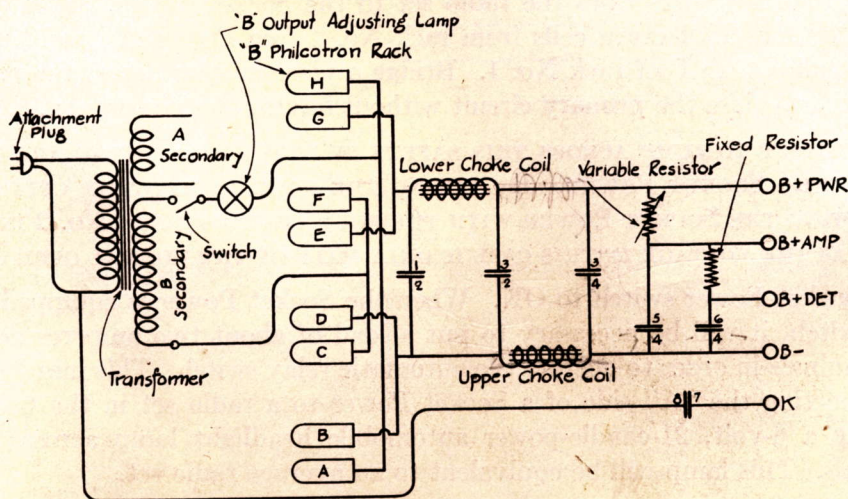 "B" Output Adjusting Lamp
"B" Philcotron Rack
H
G
Attachment
Plug
A
Secondary
Lower Choke Coil
Variable Resistor
Fixed Resistor
B+ PWR
F
E
Switch
B+AMP
B
Secondary
1
2
3
2
3
4
B+DET
D
C
5
4
6
4
B-
Transformer
Upper Choke Coil
8 7
K
B
A